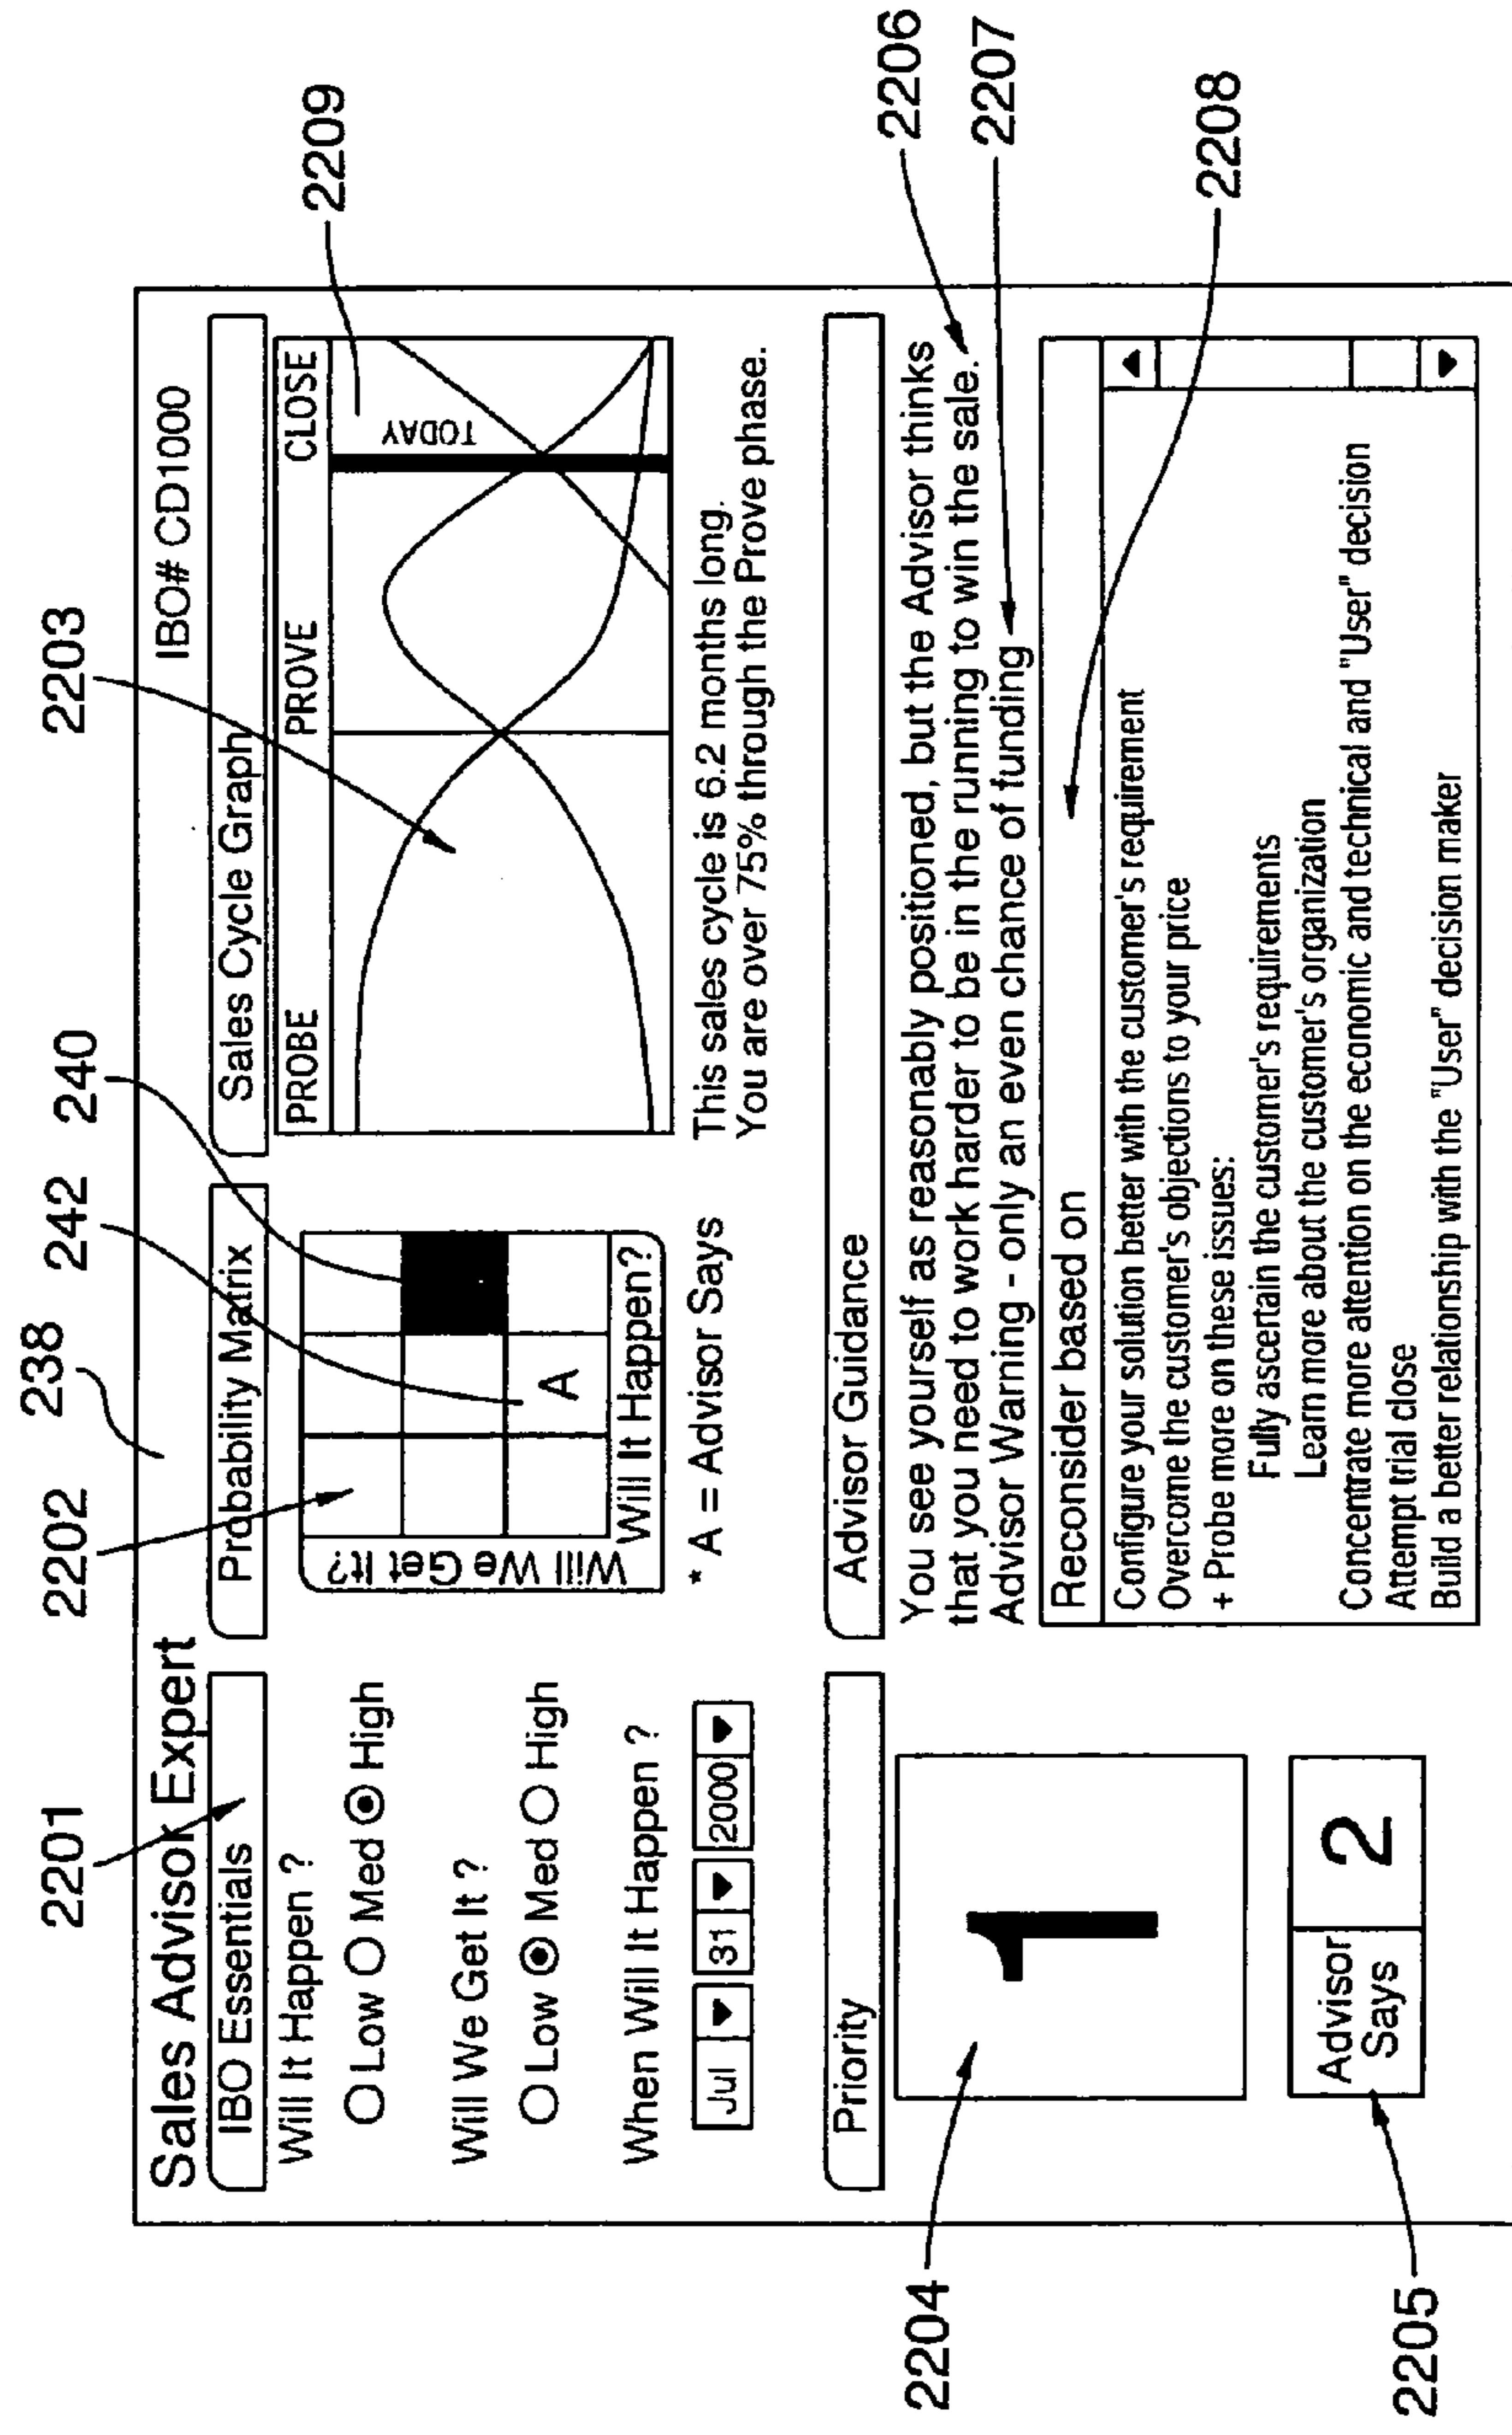 2201
2202
238
242
240
2203
Sales Advisor Expert
IBO# CD1000
IBO Essentials
Will It Happen ?
Low Med High
Will We Get It ?
Low Med High
When Will It Happen ?
Jul 31 2000
Probability Matrix
Will We Get It?
A
Will It Happen?
* A = Advisor Says
Sales Cycle Graph
PROBE PROVE CLOSE
TODAY
2209
This sales cycle is 6.2 months long.
You are over 75% through the Prove phase.
Priority
1
2204
Advisor
Says
2
2205
Advisor Guidance
You see yourself as reasonably positioned, but the Advisor thinks
that you need to work harder to be in the running to win the sale.
2206
Advisor Warning - only an even chance of funding
2207
Reconsider based on
2208
Configure your solution better with the customer's requirement
Overcome the customer's objections to your price
+ Probe more on these issues:
Fully ascertain the customer's requirements
Learn more about the customer's organization
Concentrate more attention on the economic and technical and "User" decision
Attempt trial close
Build a better relationship with the "User" decision maker